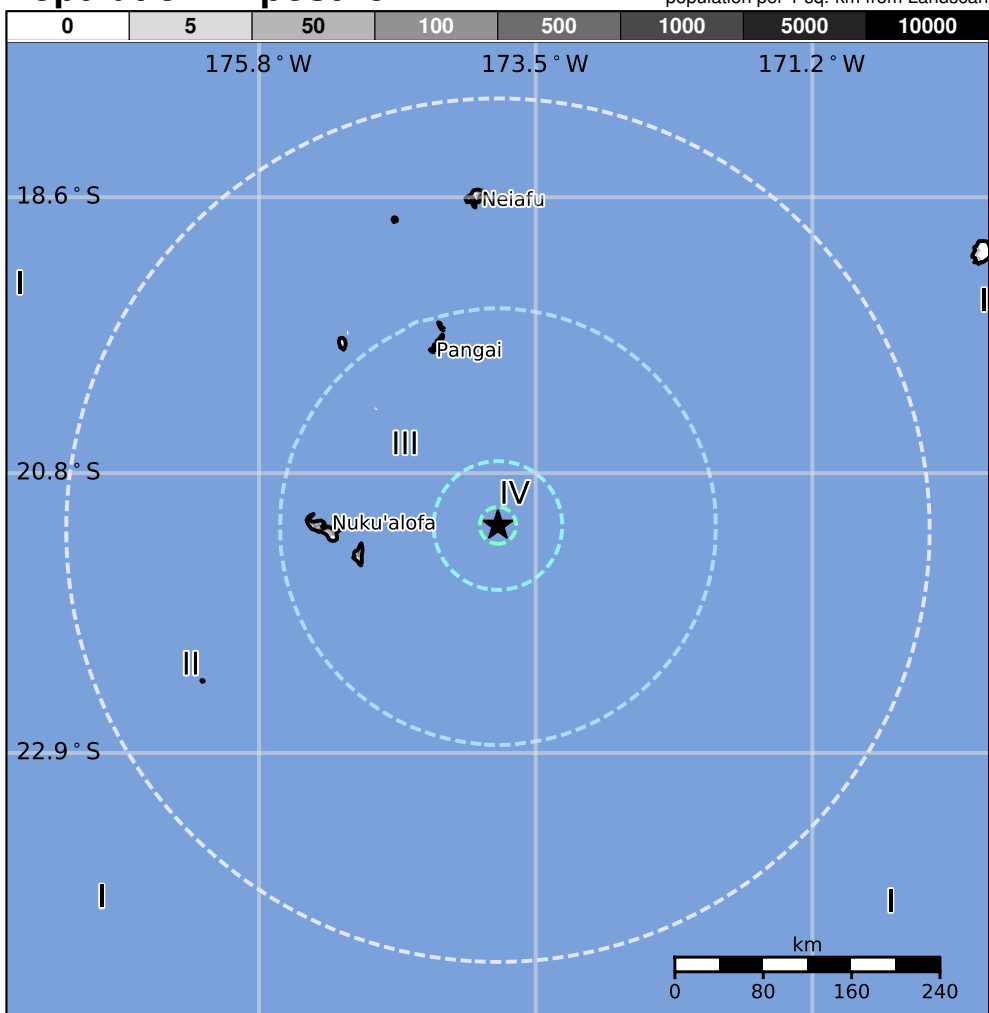 population per 1 sq. km from Landscan
0 5 50 100 500 1000 5000 10000
175.8°W 173.5°W 171.2°W
18.6°S
Neiafu
I
I
Pangai
III
20.8°S
IV
Nuku'alofa
II
22.9°S
I
I
km
0 80 160 240